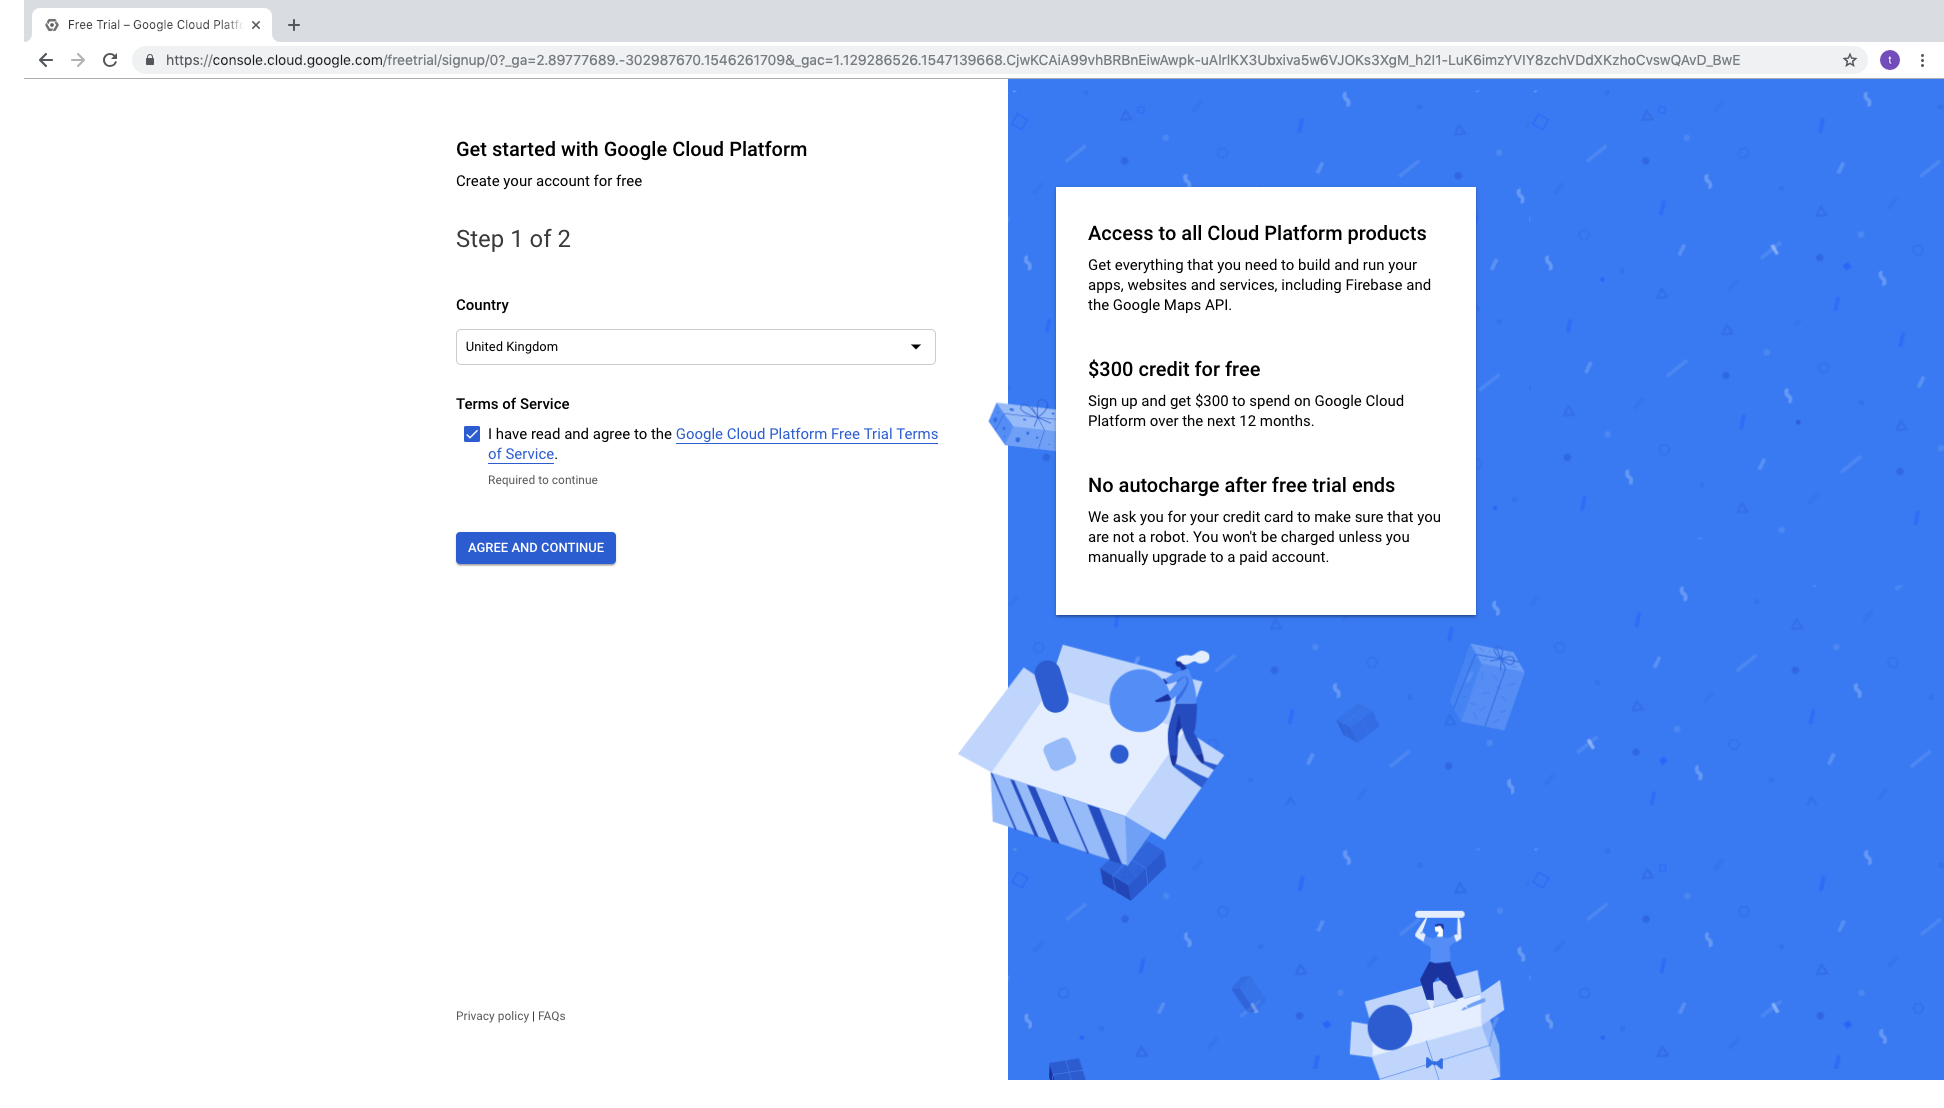 Free Trial – Google Cloud Platf
https://console.cloud.google.com/freetrial/signup/0?_ga=2.89777689.-302987670.1546261709&_gac=1.129286526.1547139668.CjwKCAiA99vhBRBnEiwAwpk-uAIrlKX3Ubxiva5w6VJOKs3XgM_h2I1-LuK6imzYVIY8zchVDdXKzhoCvswQAvD_BwE
t
Get started with Google Cloud Platform
Create your account for free
Step 1 of 2
Country
United Kingdom
Terms of Service
I have read and agree to the Google Cloud Platform Free Trial Terms
of Service.
Required to continue
AGREE AND CONTINUE
Privacy policy | FAQs
Access to all Cloud Platform products
Get everything that you need to build and run your
apps, websites and services, including Firebase and
the Google Maps API.
$300 credit for free
Sign up and get $300 to spend on Google Cloud
Platform over the next 12 months.
No autocharge after free trial ends
We ask you for your credit card to make sure that you
are not a robot. You won't be charged unless you
manually upgrade to a paid account.